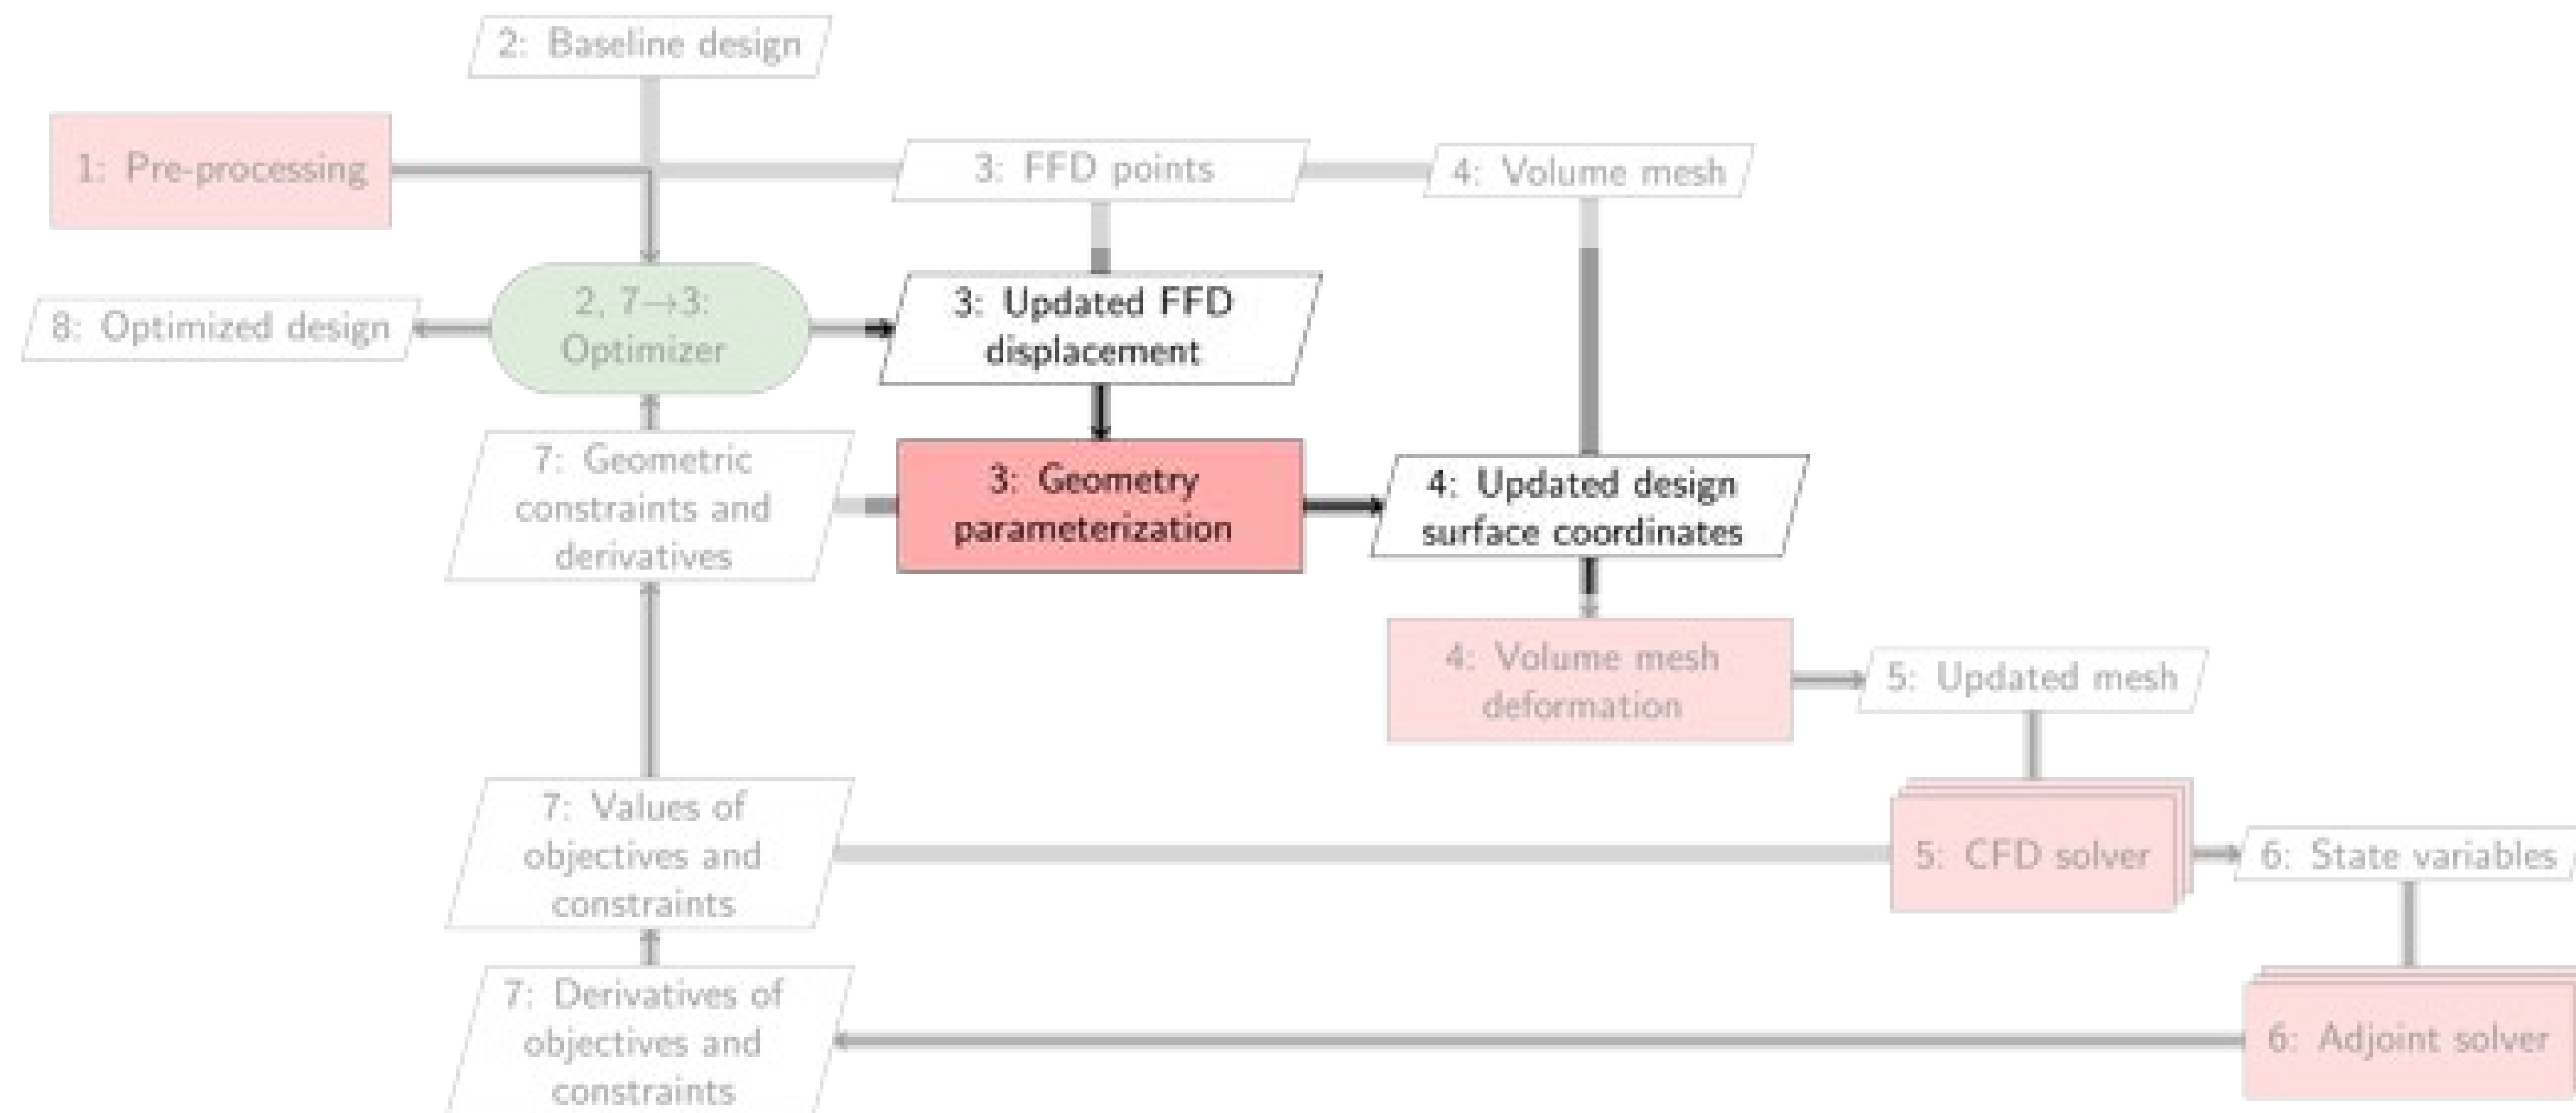 2: Baseline design
1: Pre-processing
3: FFD points
4: Volume mesh
8: Optimized design
2, 7→3:
Optimizer
3: Updated FFD
displacement
7: Geometric
constraints and
derivatives
3: Geometry
parameterization
4: Updated design
surface coordinates
4: Volume mesh
deformation
5: Updated mesh
7: Values of
objectives and
constraints
5: CFD solver
6: State variables
7: Derivatives of
objectives and
constraints
6: Adjoint solver